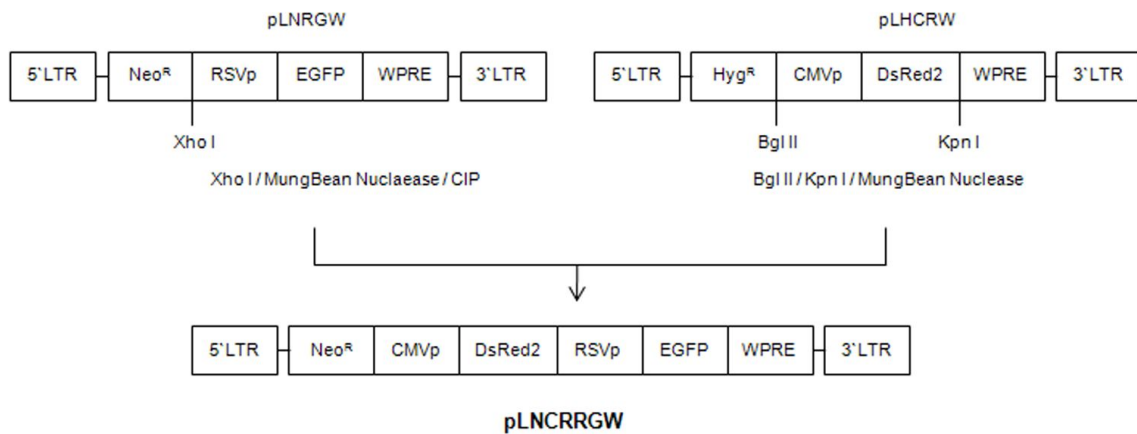 pLNRGW
5`LTR Neoᴿ RSVp EGFP WPRE 3`LTR
Xho I
Xho I / MungBean Nuclaease / CIP
pLHCRW
5`LTR Hygᴿ CMVp DsRed2 WPRE 3`LTR
Bgl II Kpn I
Bgl II / Kpn I / MungBean Nuclease
5`LTR Neoᴿ CMVp DsRed2 RSVp EGFP WPRE 3`LTR
pLNCRRGW